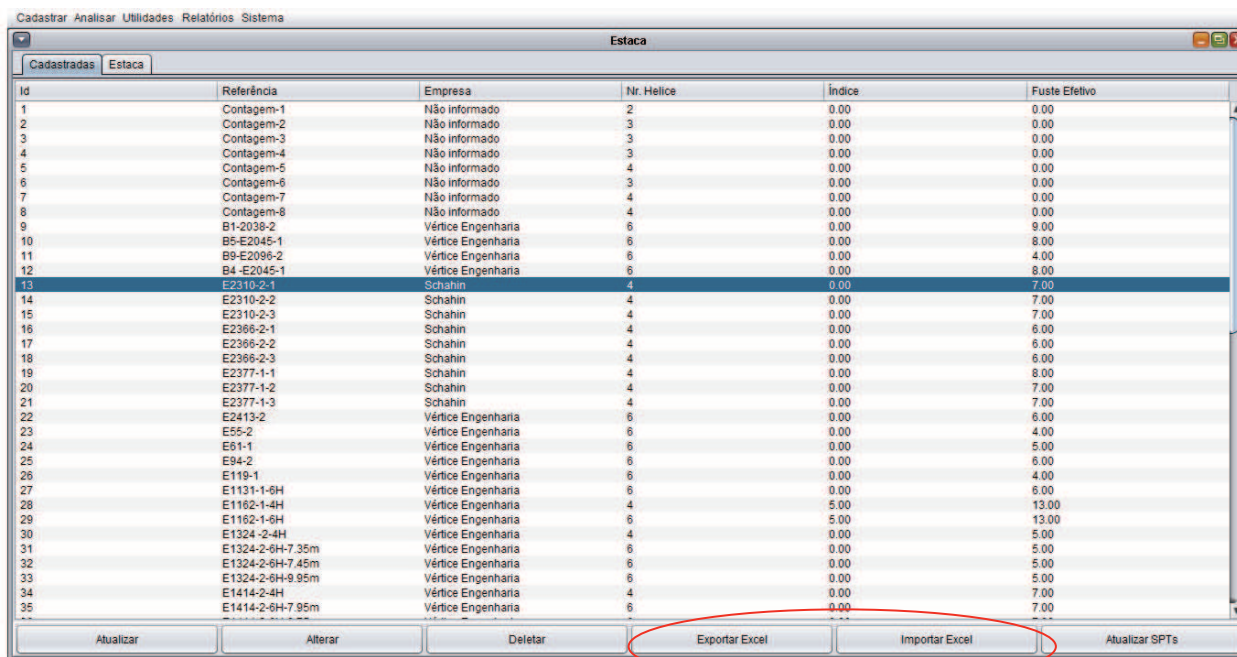 Cadastrar Analisar Utilidades Relatórios Sistema
Estaca
Cadastradas Estaca
Id Referência Empresa Nr. Helice Índice Fuste Efetivo
1 Contagem-1 Não informado 2 0.00 0.00
2 Contagem-2 Não informado 3 0.00 0.00
3 Contagem-3 Não informado 3 0.00 0.00
4 Contagem-4 Não informado 3 0.00 0.00
5 Contagem-5 Não informado 4 0.00 0.00
6 Contagem-6 Não informado 3 0.00 0.00
7 Contagem-7 Não informado 4 0.00 0.00
8 Contagem-8 Não informado 4 0.00 0.00
9 B1-2038-2 Vértice Engenharia 6 0.00 9.00
10 B5-E2045-1 Vértice Engenharia 6 0.00 8.00
11 B9-E2096-2 Vértice Engenharia 6 0.00 4.00
12 B4 -E2045-1 Vértice Engenharia 6 0.00 8.00
13 E2310-2-1 Schahin 4 0.00 7.00
14 E2310-2-2 Schahin 4 0.00 7.00
15 E2310-2-3 Schahin 4 0.00 7.00
16 E2366-2-1 Schahin 4 0.00 6.00
17 E2366-2-2 Schahin 4 0.00 6.00
18 E2366-2-3 Schahin 4 0.00 6.00
19 E2377-1-1 Schahin 4 0.00 8.00
20 E2377-1-2 Schahin 4 0.00 7.00
21 E2377-1-3 Schahin 4 0.00 7.00
22 E2413-2 Vértice Engenharia 6 0.00 6.00
23 E55-2 Vértice Engenharia 6 0.00 4.00
24 E61-1 Vértice Engenharia 6 0.00 5.00
25 E94-2 Vértice Engenharia 6 0.00 6.00
26 E119-1 Vértice Engenharia 6 0.00 4.00
27 E1131-1-6H Vértice Engenharia 6 0.00 6.00
28 E1162-1-4H Vértice Engenharia 4 5.00 13.00
29 E1162-1-6H Vértice Engenharia 6 5.00 13.00
30 E1324 -2-4H Vértice Engenharia 4 0.00 5.00
31 E1324-2-6H-7.35m Vértice Engenharia 6 0.00 5.00
32 E1324-2-6H-7.45m Vértice Engenharia 6 0.00 5.00
33 E1324-2-6H-9.95m Vértice Engenharia 6 0.00 5.00
34 E1414-2-4H Vértice Engenharia 4 0.00 7.00
35 E1414-2-6H-7.95m Vértice Engenharia 6 0.00 7.00
Atualizar Alterar Deletar Exportar Excel Importar Excel Atualizar SPTs